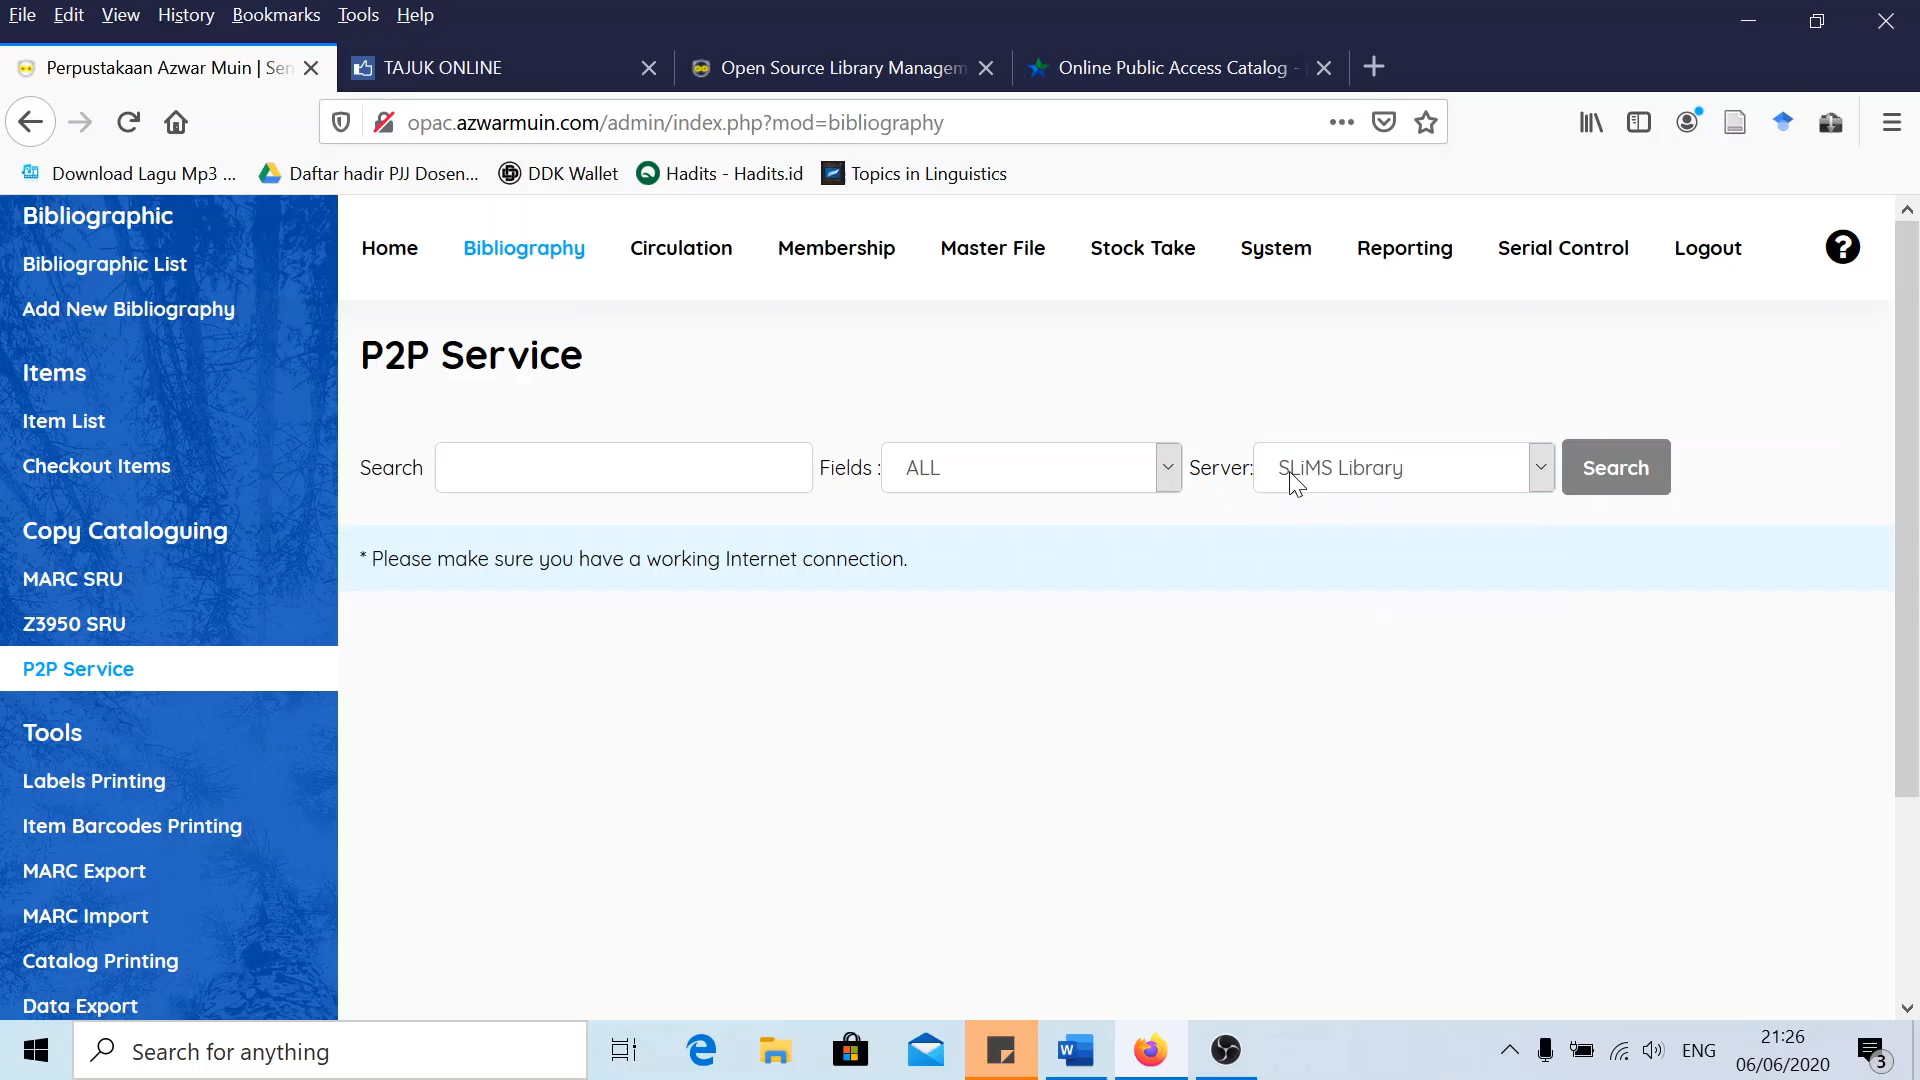 File Edit View History Bookmarks Tools Help
Perpustakaan Azwar Muin | Sen
TAJUK ONLINE
Open Source Library Managem
Online Public Access Catalog -
opac.azwarmuin.com/admin/index.php?mod=bibliography
Download Lagu Mp3 ... Daftar hadir PJJ Dosen... DDK Wallet Hadits - Hadits.id Topics in Linguistics
Home Bibliography Circulation Membership Master File Stock Take System Reporting Serial Control Logout ?
Bibliographic
Bibliographic List
Add New Bibliography
Items
Item List
Checkout Items
Copy Cataloguing
MARC SRU
Z3950 SRU
P2P Service
Tools
Labels Printing
Item Barcodes Printing
MARC Export
MARC Import
Catalog Printing
Data Export
P2P Service
Search Fields : ALL Server: SLiMS Library Search
* Please make sure you have a working Internet connection.
Search for anything
W
ENG
21:26
06/06/2020
3